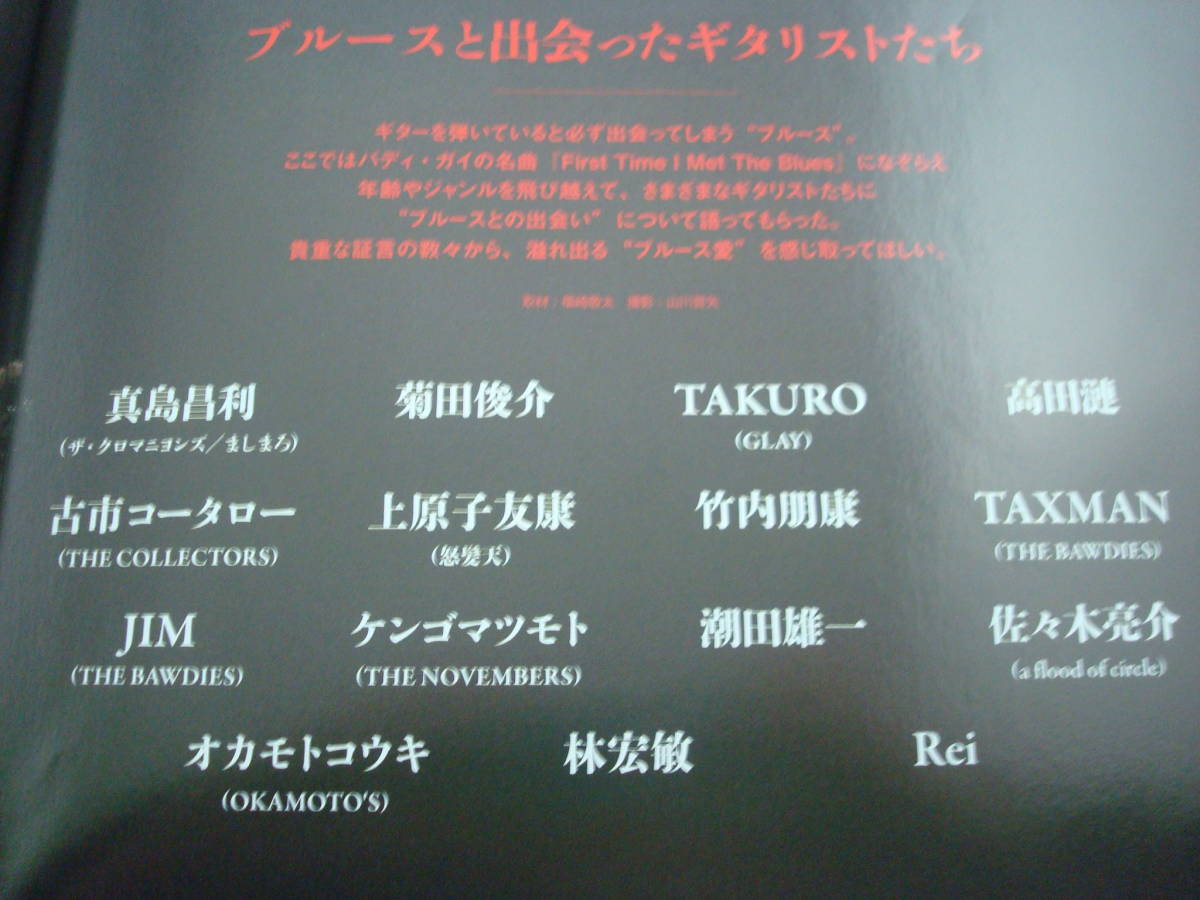 ブルースと出会ったギタリストたち
ギターを弾いていると必ず出会ってしまう“ブルース”。
ここではバディ・ガイの名曲『First Time I Met The Blues』になぞらえ
年齢やジャンルを飛び越えて、さまざまなギタリストたちに
“ブルースとの出会い”について語ってもらった。
貴重な証言の数々から、溢れ出る“ブルース愛”を感じ取ってほしい。
取材： 撮影：
真島昌利 菊田俊介 TAKURO 高田漣
(ザ・クロマニヨンズ/ましまろ) (GLAY)
古市コータロー 上原子友康 竹内朋康 TAXMAN
(THE COLLECTORS) (怒髪天) (THE BAWDIES)
JIM ケンゴマツモト 潮田雄一 佐々木亮介
(THE BAWDIES) (THE NOVEMBERS) (a flood of circle)
オカモトコウキ 林宏敏 Rei
(OKAMOTO'S)